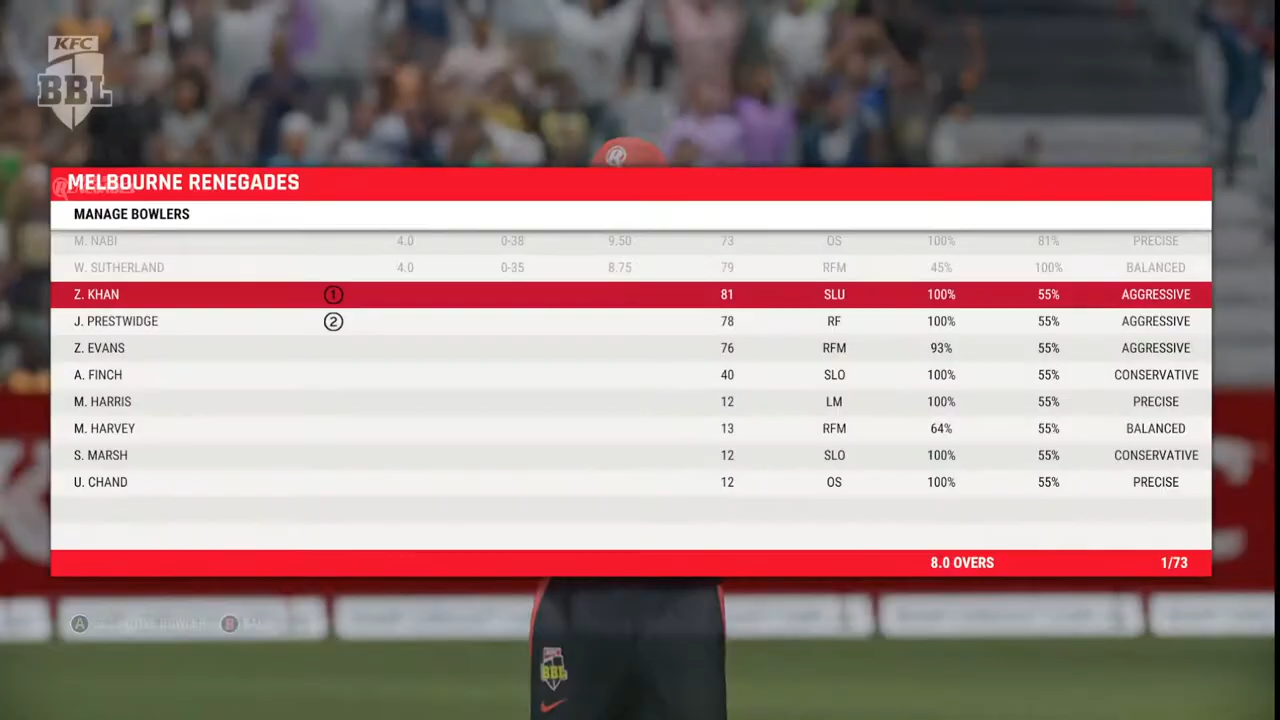 KFC
BBL
MELBOURNE RENEGADES
MANAGE BOWLERS
M. NABI 4.0 0-38 9.50 73 OS 100% 81% PRECISE
W. SUTHERLAND 4.0 0-35 8.75 79 RFM 45% 100% BALANCED
Z. KHAN 1 81 SLU 100% 55% AGGRESSIVE
J. PRESTWIDGE 2 78 RF 100% 55% AGGRESSIVE
Z. EVANS 76 RFM 93% 55% AGGRESSIVE
A. FINCH 40 SLO 100% 55% CONSERVATIVE
M. HARRIS 12 LM 100% 55% PRECISE
M. HARVEY 13 RFM 64% 55% BALANCED
S. MARSH 12 SLO 100% 55% CONSERVATIVE
U. CHAND 12 OS 100% 55% PRECISE
8.0 OVERS 1/73
A BOWLER B
KFC
BBL